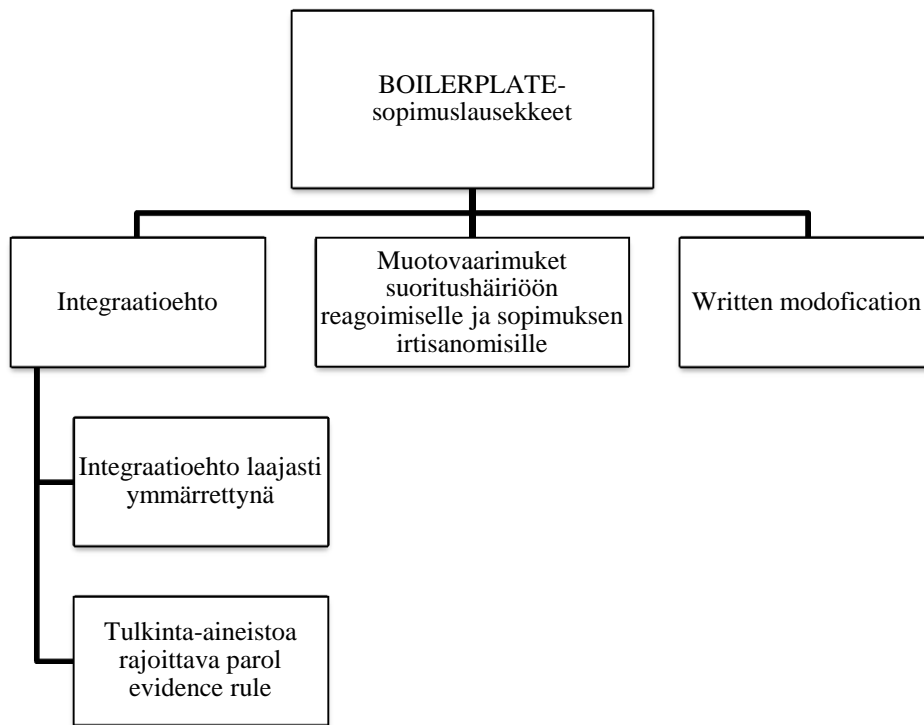 BOILERPLATE-
sopimuslausekkeet
Integraatioehto
Muotovaarimuket
suoritushäiriöön
reagoimiselle ja sopimuksen
irtisanomisille
Written modofication
Integraatioehto laajasti
ymmärrettynä
Tulkinta-aineistoa
rajoittava parol
evidence rule